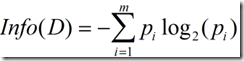 Info(D) = −∑_{i=1}^{m} p_i log_2(p_i)